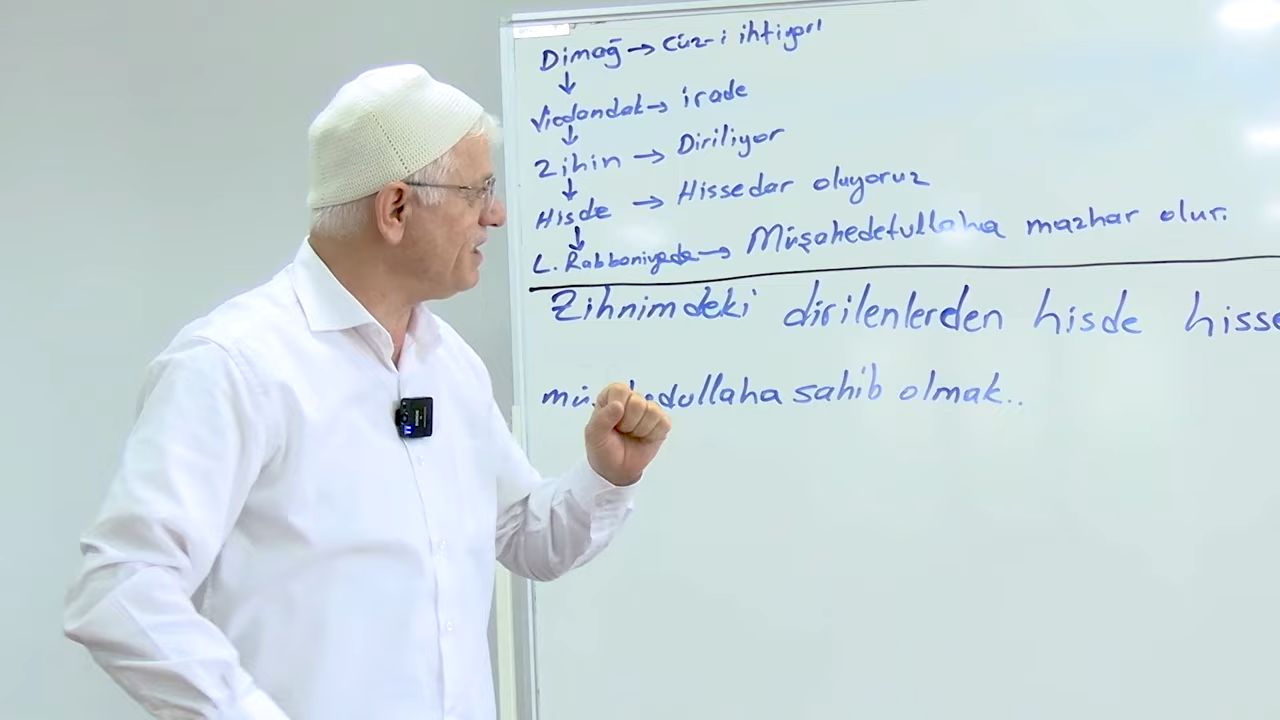 Dimağ → Cüz-i ihtiyari
↓
Vicdandak → irade
↓
Zihin → Diriliyor
↓
Hisde → Hissedar oluyoruz
↓
L. Rabbaniyede → Müşahedetullaha mazhar olur.
Zihnimdeki dirilenlerden hisde hisse
sahib olmak..